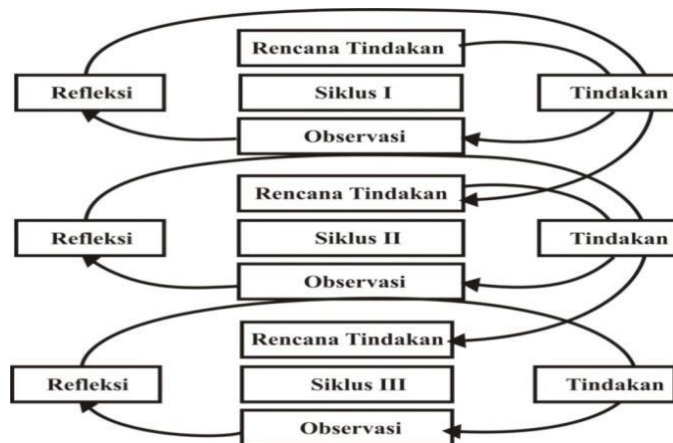 Rencana Tindakan
Refleksi
Siklus I
Tindakan
Observasi
Rencana Tindakan
Refleksi
Siklus II
Tindakan
Observasi
Rencana Tindakan
Refleksi
Siklus III
Tindakan
Observasi